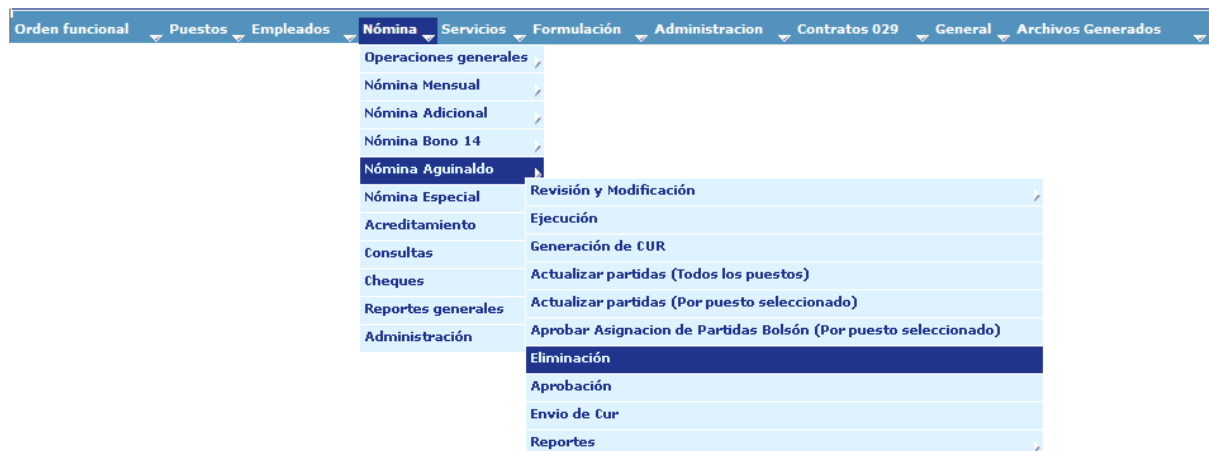 Orden funcional Puestos Empleados Nómina Servicios Formulación Administracion Contratos 029 General Archivos Generados
Operaciones generales
Nómina Mensual
Nómina Adicional
Nómina Bono 14
Nómina Aguinaldo
Nómina Especial
Acreditamiento
Consultas
Cheques
Reportes generales
Administración
Revisión y Modificación
Ejecución
Generación de CUR
Actualizar partidas (Todos los puestos)
Actualizar partidas (Por puesto seleccionado)
Aprobar Asignacion de Partidas Bolsón (Por puesto seleccionado)
Eliminación
Aprobación
Envio de Cur
Reportes